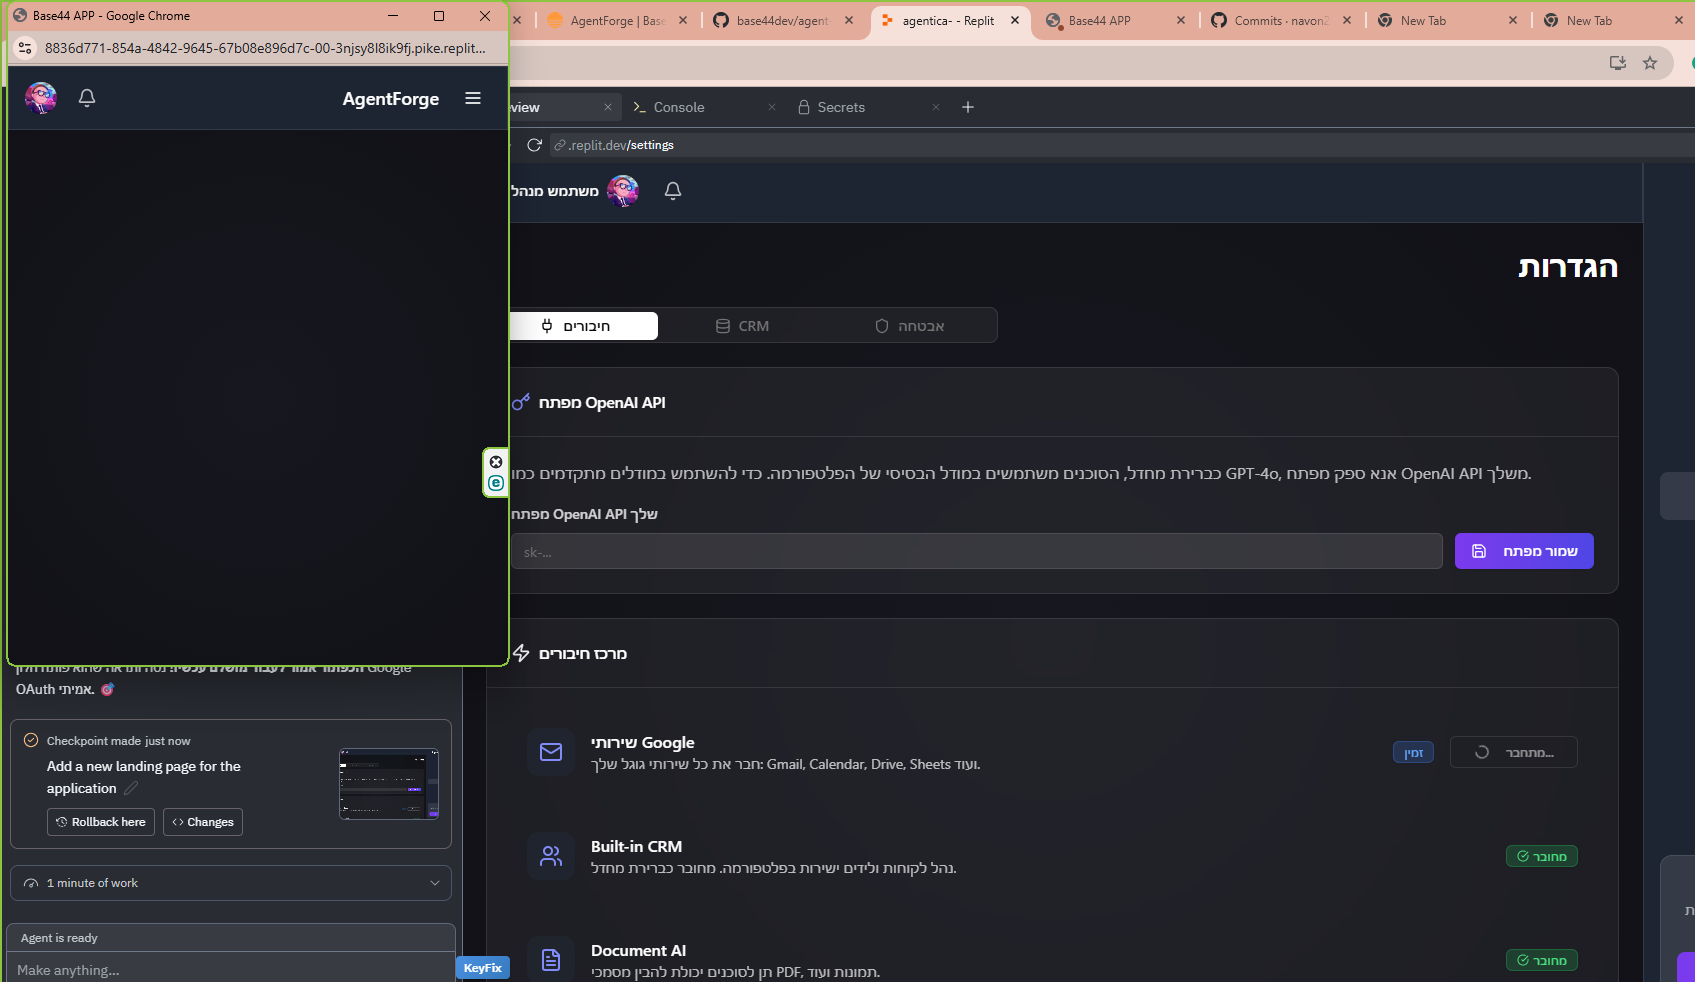 Base44 APP - Google Chrome
8836d771-854a-4842-9645-67b08e896d7c-00-3njsy8l8ik9fj.pike.replit...
AgentForge
AgentForge | Base
base44dev/agent-
agentica- - Replit
Base44 APP
Commits · navon2
New Tab
New Tab
view
Console
Secrets
.replit.dev/settings
משתמש מנהל
הגדרות
חיבורים
CRM
אבטחה
מפתח OpenAI API
כברירת מחדל, הסוכנים משתמשים במודל הבסיסי של הפלטפורמה. כדי להשתמש במודלים מתקדמים כמו GPT-4o, אנא ספק מפתח OpenAI API משלך.
מפתח OpenAI API שלך
sk-...
שמור מפתח
מרכז חיבורים
שירותי Google
חבר את כל שירותי גוגל שלך: Gmail, Calendar, Drive, Sheets ועוד.
זמין
מתחבר...
Built-in CRM
נהל לקוחות ולידים ישירות בפלטפורמה. מחובר כברירת מחדל.
מחובר
Document AI
תן לסוכנים יכולת להבין מסמכי PDF, תמונות ועוד.
מחובר
Google
OAuth אמיתי. 🎯
Checkpoint made just now
Add a new landing page for the
application
Rollback here
Changes
1 minute of work
Agent is ready
Make anything...
KeyFix